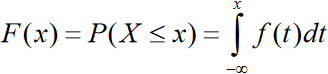 F(x) = P(X ≤ x) = ∫_{-∞}^{x} f(t)dt